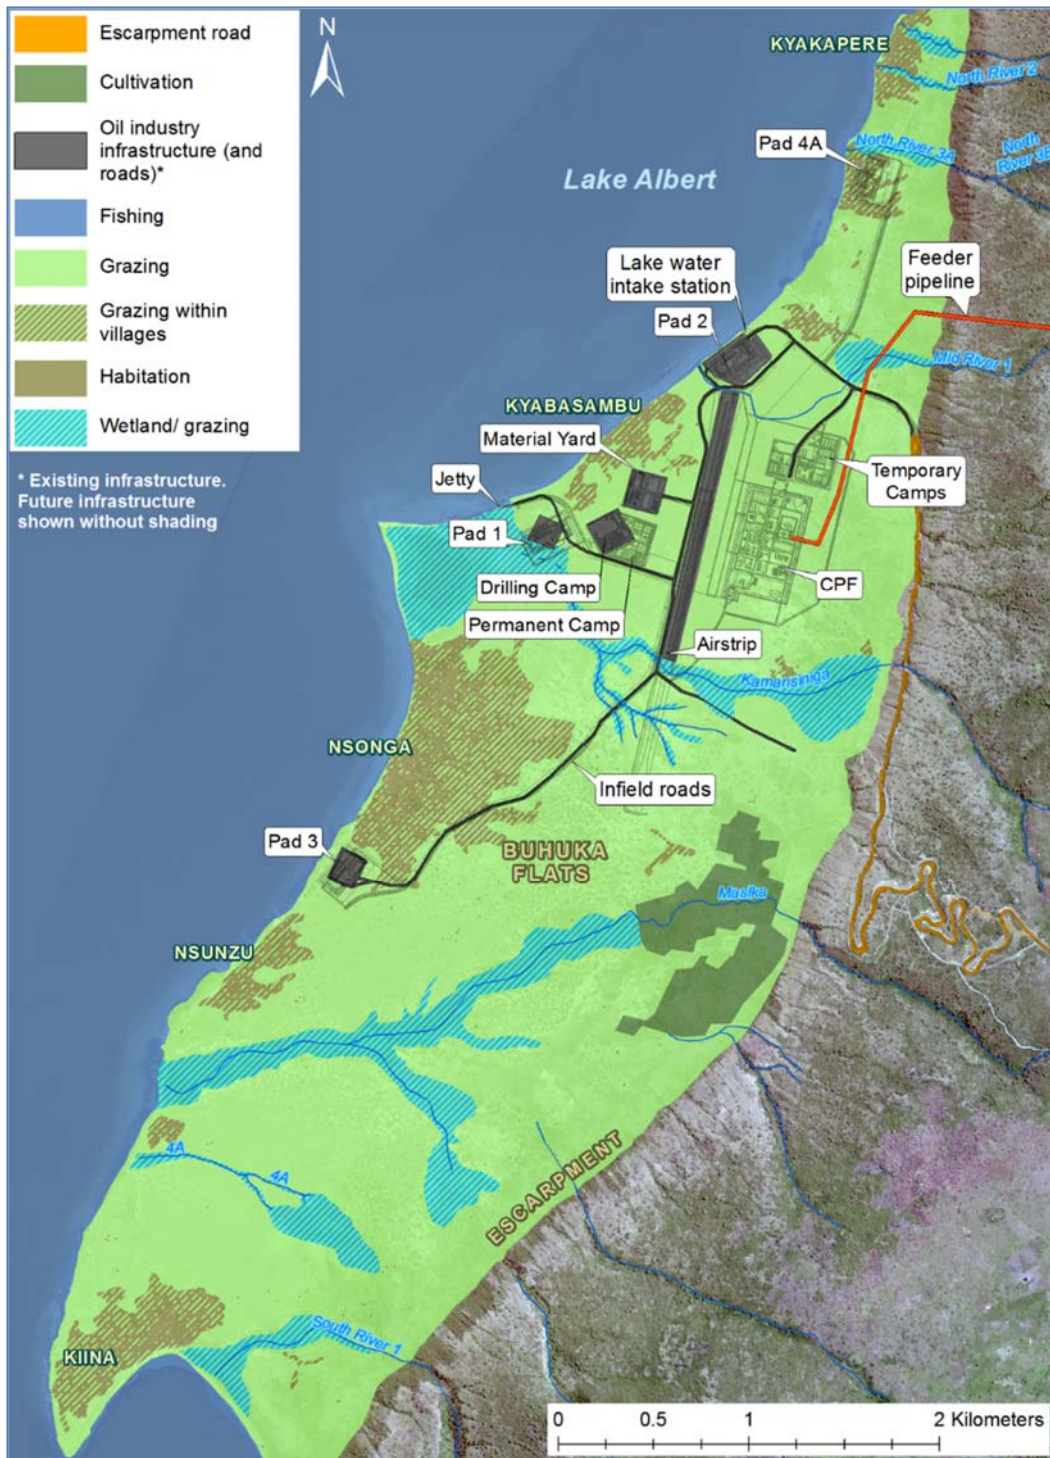 Escarpment road
Cultivation
Oil industry
infrastructure (and
roads)*
Fishing
Grazing
Grazing within
villages
Habitation
Wetland/ grazing
* Existing infrastructure.
Future infrastructure
shown without shading
N
KYAKAPERE
North River 2
Pad 4A
North River 3A
North
River 3B
Lake Albert
Lake water
intake station
Feeder
pipeline
Pad 2
Mid River 1
KYABASAMBU
Material Yard
Temporary
Camps
Jetty
Pad 1
Drilling Camp
CPF
Permanent Camp
Airstrip
Kamansiniga
NSONGA
Infield roads
Pad 3
BUHUKA
FLATS
Masika
NSUNZU
4A
4A
ESCARPMENT
South River 1
KIINA
0 0.5 1 2 Kilometers